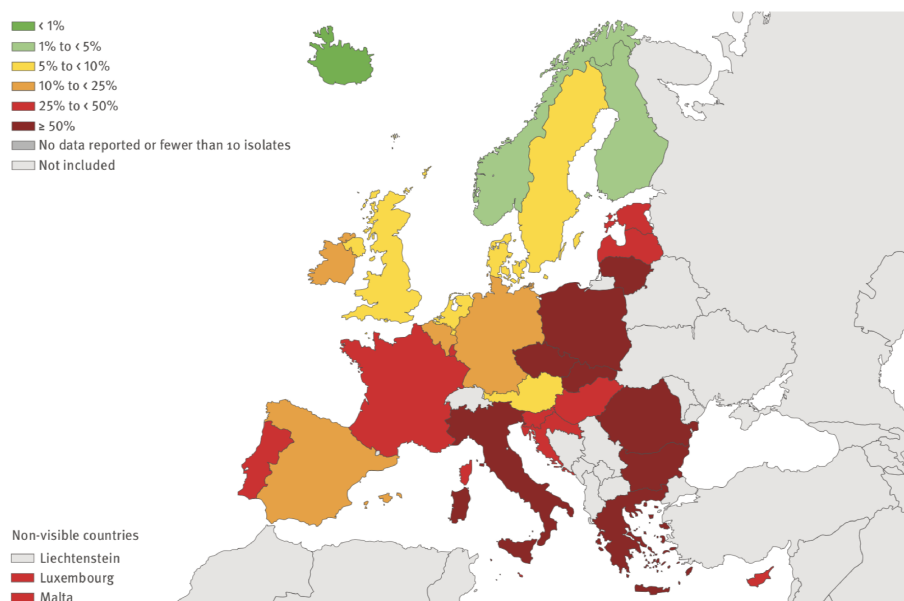 < 1%
1% to < 5%
5% to < 10%
10% to < 25%
25% to < 50%
≥ 50%
No data reported or fewer than 10 isolates
Not included
Non-visible countries
Liechtenstein
Luxembourg
Malta